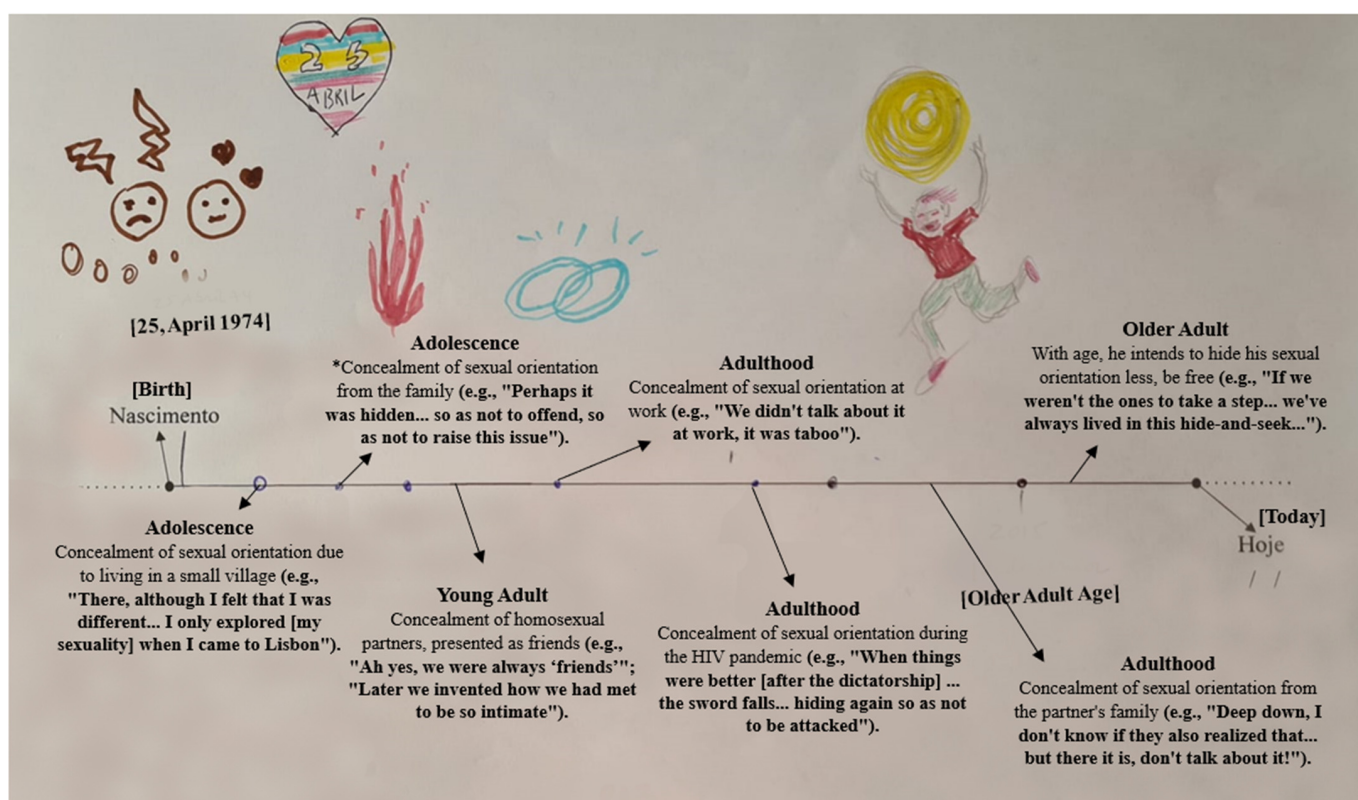 25
ABRIL
[25, April 1974]
[Birth]
Nascimento
Adolescence
*Concealment of sexual orientation
from the family (e.g., "Perhaps it
was hidden... so as not to offend, so
as not to raise this issue").
Adulthood
Concealment of sexual orientation at
work (e.g., "We didn't talk about it
at work, it was taboo").
Older Adult
With age, he intends to hide his sexual
orientation less, be free (e.g., "If we
weren't the ones to take a step... we've
always lived in this hide-and-seek...").
Adolescence
Concealment of sexual orientation due
to living in a small village (e.g.,
"There, although I felt that I was
different... I only explored [my
sexuality] when I came to Lisbon").
Young Adult
Concealment of homosexual
partners, presented as friends (e.g.,
"Ah yes, we were always ‘friends’";
"Later we invented how we had met
to be so intimate").
Adulthood
Concealment of sexual orientation during
the HIV pandemic (e.g., "When things
were better [after the dictatorship] ...
the sword falls... hiding again so as not
to be attacked").
[Older Adult Age]
Adulthood
Concealment of sexual orientation from
the partner's family (e.g., "Deep down, I
don't know if they also realized that...
but there it is, don't talk about it!").
[Today]
Hoje